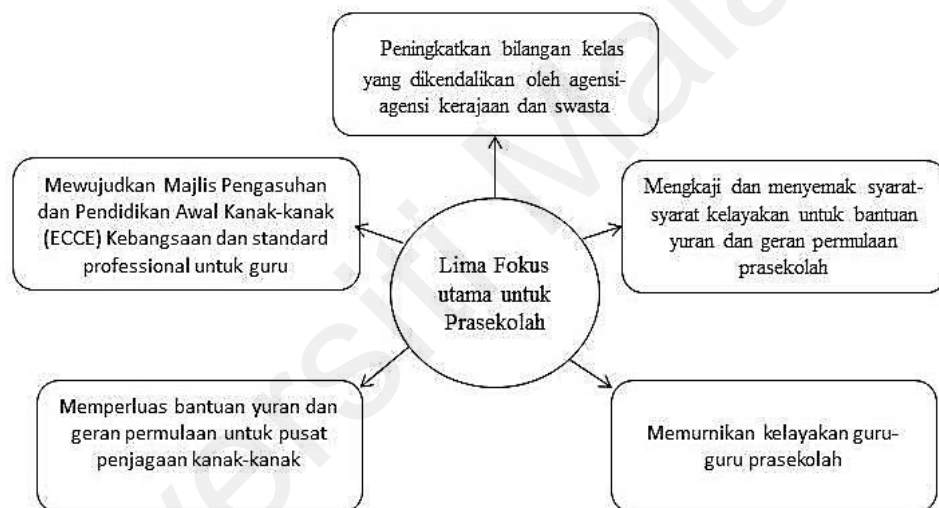 Peningkatkan bilangan kelas
yang dikendalikan oleh agensi-
agensi kerajaan dan swasta
Mewujudkan Majlis Pengasuhan
dan Pendidikan Awal Kanak-kanak
(ECCE) Kebangsaan dan standard
professional untuk guru
Mengkaji dan menyemak syarat-
syarat kelayakan untuk bantuan
yuran dan geran permulaan
prasekolah
Lima Fokus
utama untuk
Prasekolah
Memperluas bantuan yuran dan
geran permulaan untuk pusat
penjagaan kanak-kanak
Memurnikan kelayakan guru-
guru prasekolah